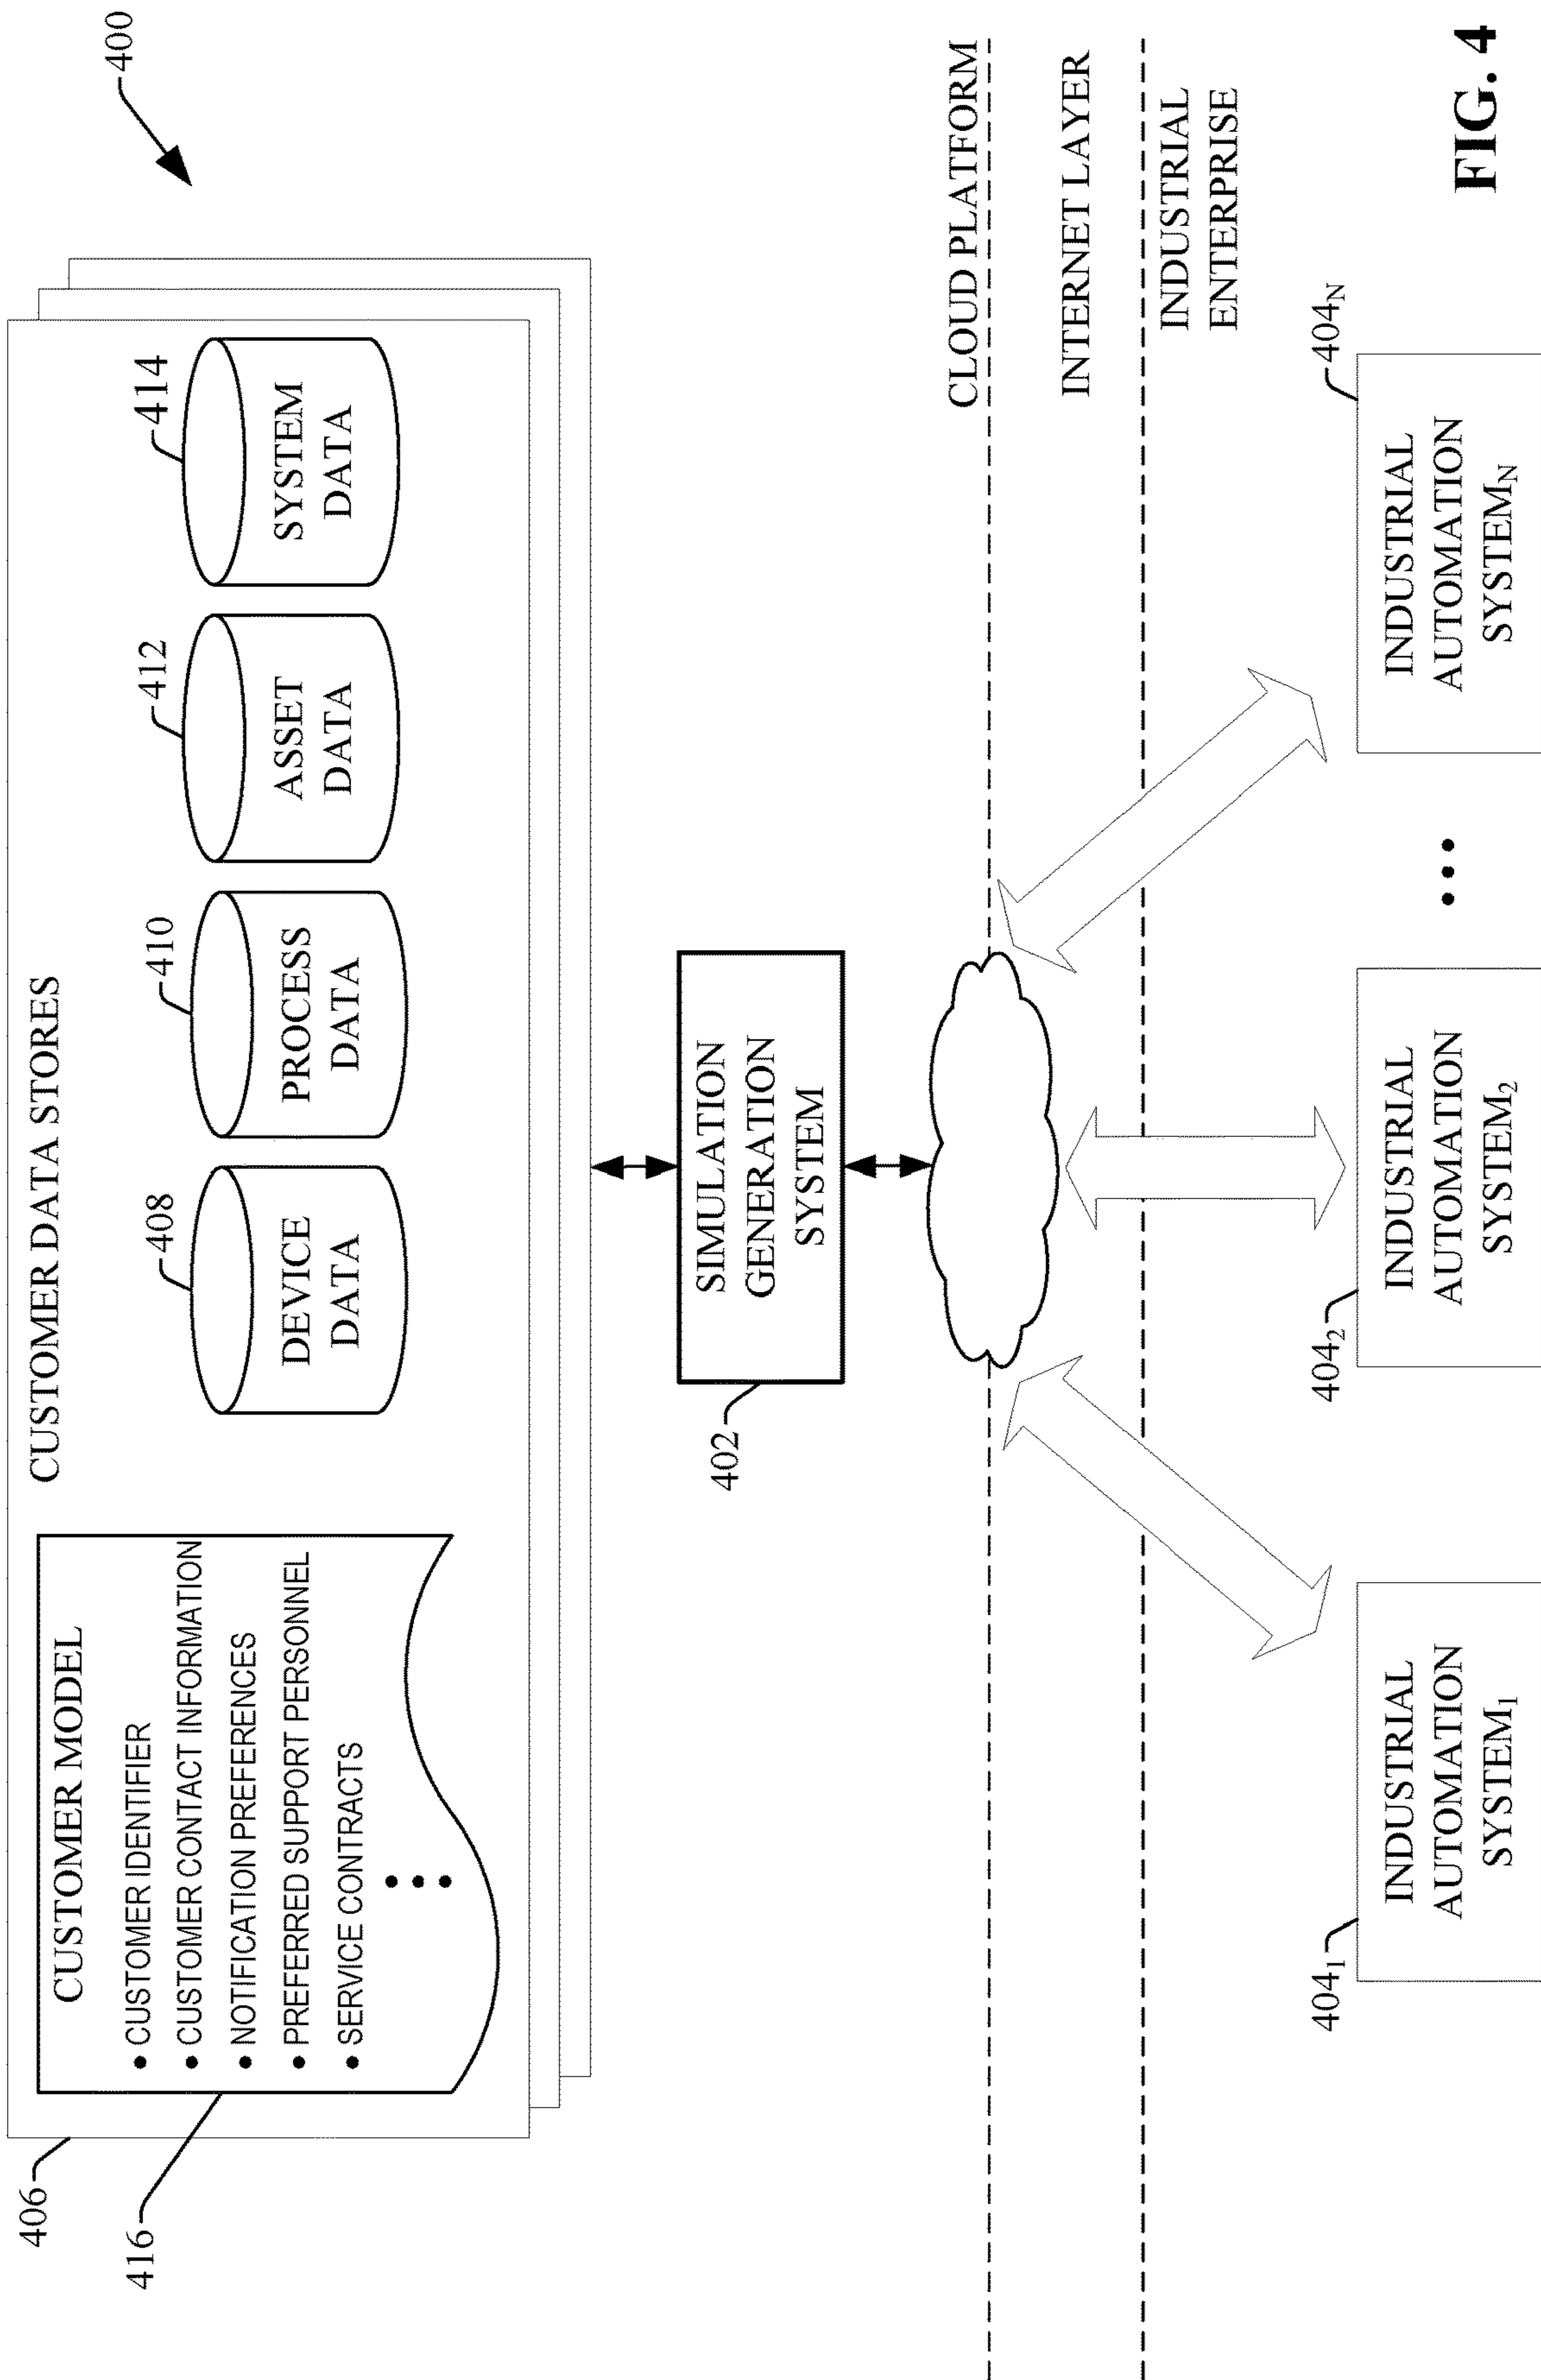 400
CUSTOMER DATA STORES
406
416
CUSTOMER MODEL
• CUSTOMER IDENTIFIER
• CUSTOMER CONTACT INFORMATION
• NOTIFICATION PREFERENCES
• PREFERRED SUPPORT PERSONNEL
• SERVICE CONTRACTS
408
DEVICE
DATA
410
PROCESS
DATA
412
ASSET
DATA
414
SYSTEM
DATA
402
SIMULATION
GENERATION
SYSTEM
CLOUD PLATFORM
INTERNET LAYER
INDUSTRIAL
ENTERPRISE
404₁
INDUSTRIAL
AUTOMATION
SYSTEM₁
404₂
INDUSTRIAL
AUTOMATION
SYSTEM₂
404N
INDUSTRIAL
AUTOMATION
SYSTEMN
FIG. 4